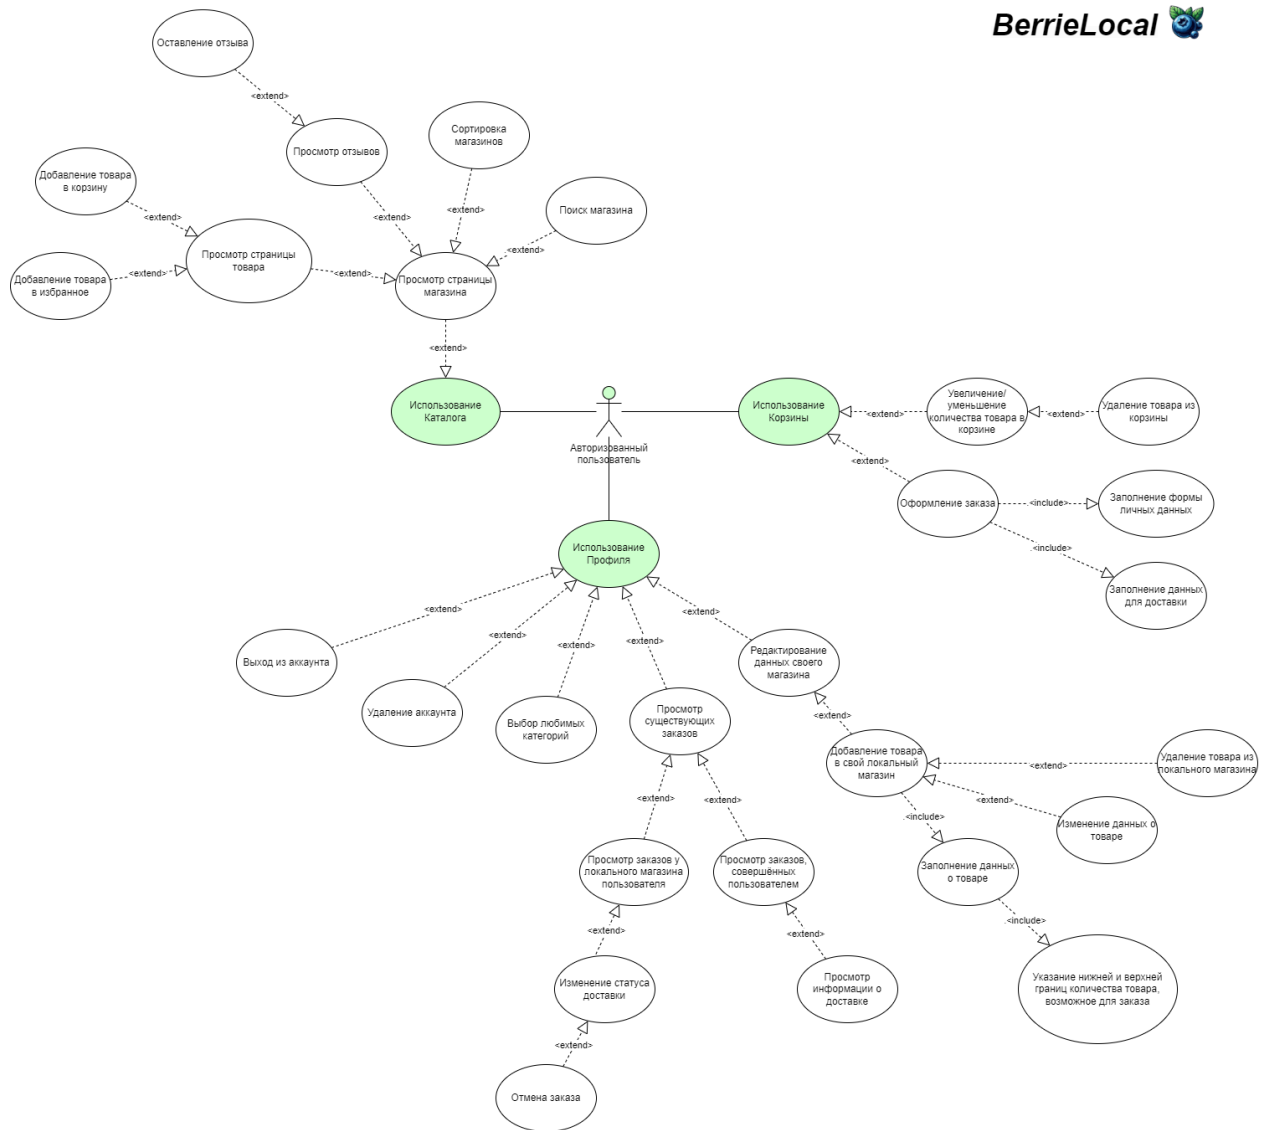 BerrieLocal
Оставление отзыва
<extend>
Просмотр отзывов
Сортировка
магазинов
Добавление товара
в корзину
<extend>
Просмотр страницы
товара
Добавление товара
в избранное
<extend>
<extend>
<extend>
<extend>
Поиск магазина
<extend>
Просмотр страницы
магазина
<extend>
Использование
Каталога
Авторизованный
пользователь
Использование
Корзины
<extend>
Увеличение/
уменьшение
количества товара в
корзине
<extend>
Удаление товара из
корзины
<extend>
Оформление заказа
<include>
Заполнение формы
личных данных
<include>
Заполнение данных
для доставки
Использование
Профиля
<extend>
Выход из аккаунта
<extend>
Удаление аккаунта
<extend>
Выбор любимых
категорий
<extend>
Просмотр
существующих
заказов
<extend>
Редактирование
данных своего
магазина
<extend>
Добавление товара
в свой локальный
магазин
<extend>
Удаление товара из
локального магазина
<extend>
Изменение данных о
товаре
<include>
Заполнение данных
о товаре
<include>
Указание нижней и верхней
границ количества товара,
возможное для заказа
<extend>
Просмотр заказов у
локального магазина
пользователя
<extend>
Просмотр заказов,
совершённых
пользователем
<extend>
Изменение статуса
доставки
<extend>
Просмотр
информации о
доставке
<extend>
Отмена заказа